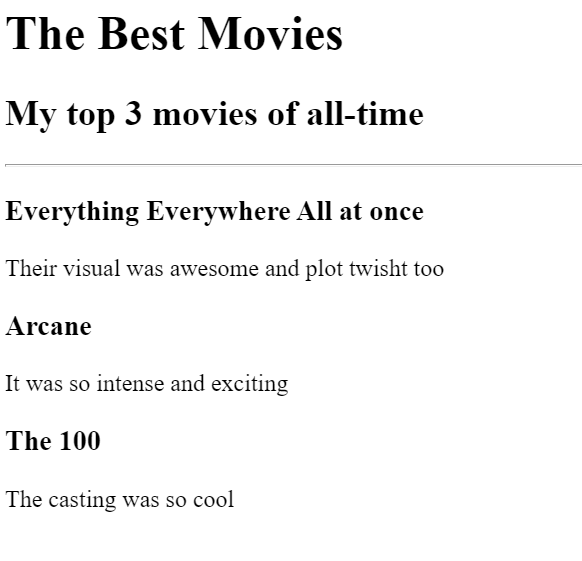 The Best Movies
My top 3 movies of all-time
Everything Everywhere All at once
Their visual was awesome and plot twisht too
Arcane
It was so intense and exciting
The 100
The casting was so cool